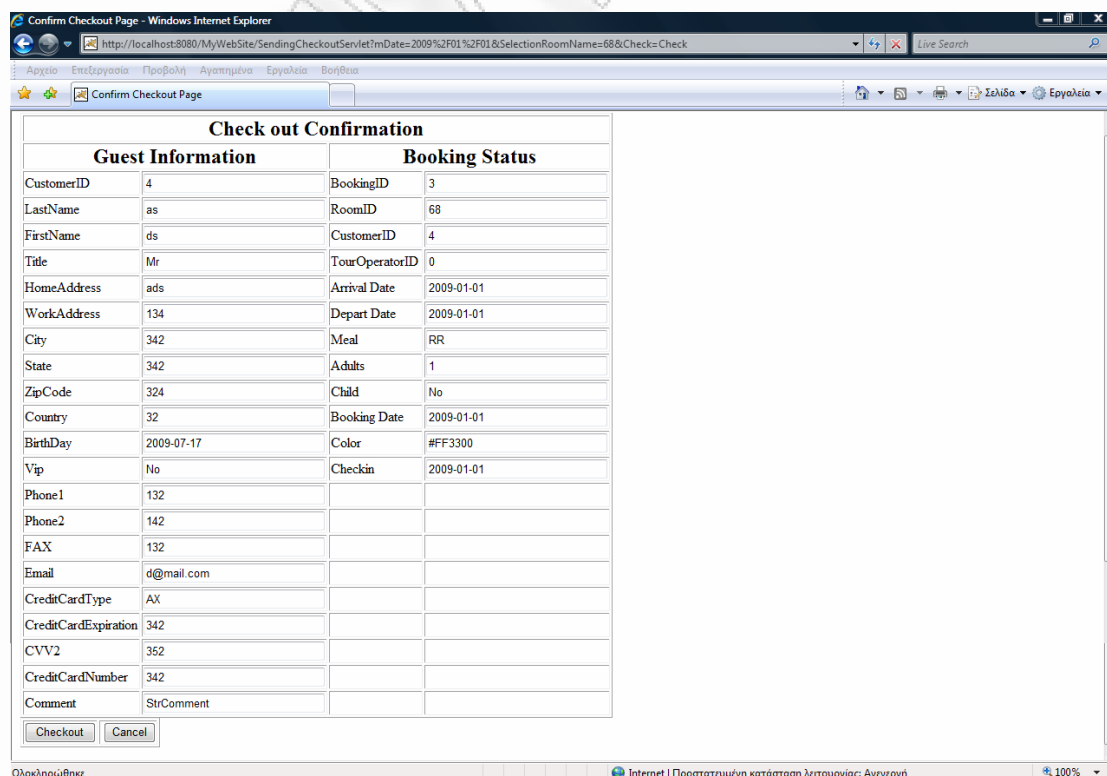 Confirm Checkout Page - Windows Internet Explorer
http://localhost:8080/MyWebSite/SendingCheckoutServlet?mDate=2009%2F01%2F01&SelectionRoomName=68&Check=Check
Live Search
Αρχείο Επεξεργασία Προβολή Αγαπημένα Εργαλεία Βοήθεια
Confirm Checkout Page
Σελίδα Εργαλεία
Check out Confirmation
Guest Information Booking Status
CustomerID 4 BookingID 3
LastName as RoomID 68
FirstName ds CustomerID 4
Title Mr TourOperatorID 0
HomeAddress ads Arrival Date 2009-01-01
WorkAddress 134 Depart Date 2009-01-01
City 342 Meal RR
State 342 Adults 1
ZipCode 324 Child No
Country 32 Booking Date 2009-01-01
BirthDay 2009-07-17 Color #FF3300
Vip No Checkin 2009-01-01
Phone1 132
Phone2 142
FAX 132
Email d@mail.com
CreditCardType AX
CreditCardExpiration 342
CVV2 352
CreditCardNumber 342
Comment StrComment
Checkout Cancel
Ολοκληρώθηκε Internet | Προστατευμένη κατάσταση λειτουργίας: Ανενεργή 100%